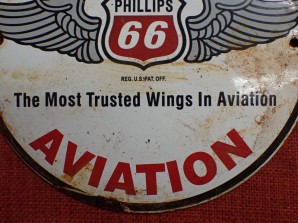 PHILLIPS
66
REG. U.S. PAT. OFF.
The Most Trusted Wings In Aviation
AVIATION